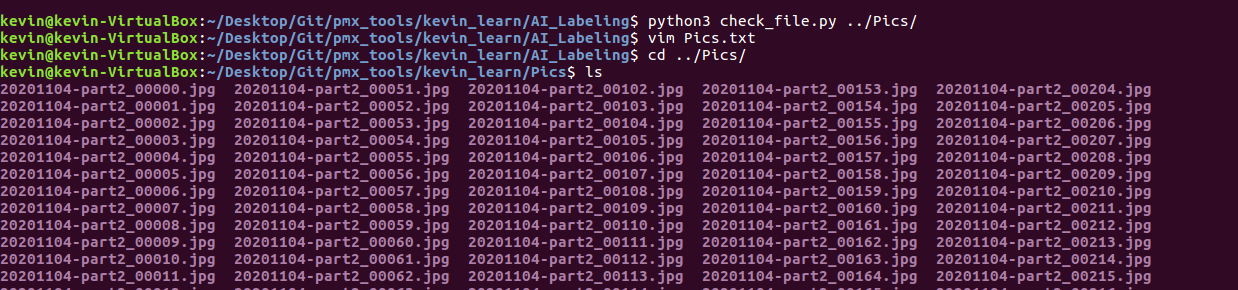 kevin@kevin-VirtualBox:~/Desktop/Git/pmx_tools/kevin_learn/AI_Labeling$ python3 check_file.py ../Pics/
kevin@kevin-VirtualBox:~/Desktop/Git/pmx_tools/kevin_learn/AI_Labeling$ vim Pics.txt
kevin@kevin-VirtualBox:~/Desktop/Git/pmx_tools/kevin_learn/AI_Labeling$ cd ../Pics/
kevin@kevin-VirtualBox:~/Desktop/Git/pmx_tools/kevin_learn/Pics$ ls
20201104-part2_00000.jpg 20201104-part2_00051.jpg 20201104-part2_00102.jpg 20201104-part2_00153.jpg 20201104-part2_00204.jpg
20201104-part2_00001.jpg 20201104-part2_00052.jpg 20201104-part2_00103.jpg 20201104-part2_00154.jpg 20201104-part2_00205.jpg
20201104-part2_00002.jpg 20201104-part2_00053.jpg 20201104-part2_00104.jpg 20201104-part2_00155.jpg 20201104-part2_00206.jpg
20201104-part2_00003.jpg 20201104-part2_00054.jpg 20201104-part2_00105.jpg 20201104-part2_00156.jpg 20201104-part2_00207.jpg
20201104-part2_00004.jpg 20201104-part2_00055.jpg 20201104-part2_00106.jpg 20201104-part2_00157.jpg 20201104-part2_00208.jpg
20201104-part2_00005.jpg 20201104-part2_00056.jpg 20201104-part2_00107.jpg 20201104-part2_00158.jpg 20201104-part2_00209.jpg
20201104-part2_00006.jpg 20201104-part2_00057.jpg 20201104-part2_00108.jpg 20201104-part2_00159.jpg 20201104-part2_00210.jpg
20201104-part2_00007.jpg 20201104-part2_00058.jpg 20201104-part2_00109.jpg 20201104-part2_00160.jpg 20201104-part2_00211.jpg
20201104-part2_00008.jpg 20201104-part2_00059.jpg 20201104-part2_00110.jpg 20201104-part2_00161.jpg 20201104-part2_00212.jpg
20201104-part2_00009.jpg 20201104-part2_00060.jpg 20201104-part2_00111.jpg 20201104-part2_00162.jpg 20201104-part2_00213.jpg
20201104-part2_00010.jpg 20201104-part2_00061.jpg 20201104-part2_00112.jpg 20201104-part2_00163.jpg 20201104-part2_00214.jpg
20201104-part2_00011.jpg 20201104-part2_00062.jpg 20201104-part2_00113.jpg 20201104-part2_00164.jpg 20201104-part2_00215.jpg